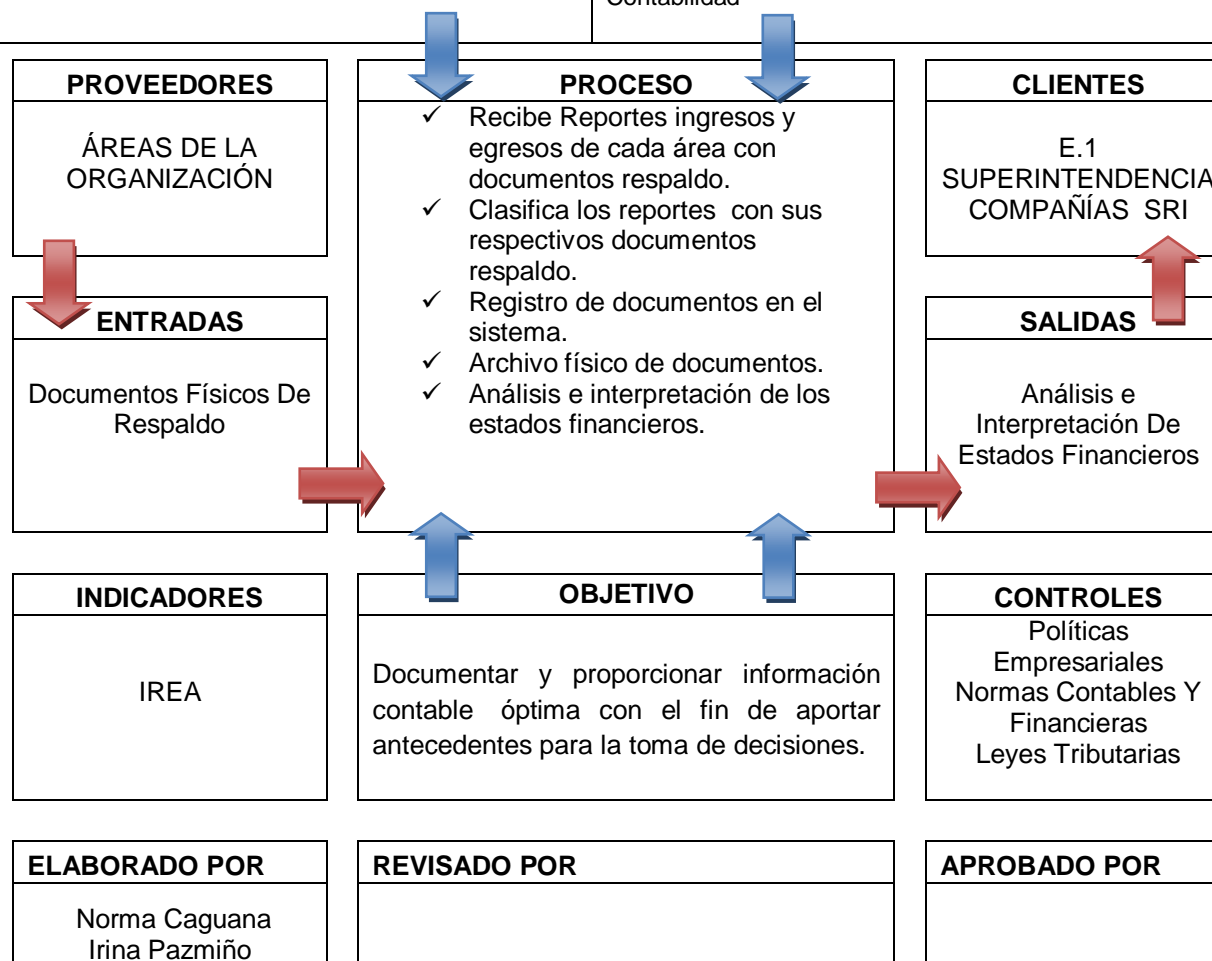 Contabilidad
PROVEEDORES
ÁREAS DE LA
ORGANIZACIÓN
PROCESO
✓ Recibe Reportes ingresos y
egresos de cada área con
documentos respaldo.
✓ Clasifica los reportes con sus
respectivos documentos
respaldo.
✓ Registro de documentos en el
sistema.
✓ Archivo físico de documentos.
✓ Análisis e interpretación de los
estados financieros.
CLIENTES
E.1
SUPERINTENDENCIA
COMPAÑÍAS SRI
ENTRADAS
Documentos Físicos De
Respaldo
SALIDAS
Análisis e
Interpretación De
Estados Financieros
INDICADORES
IREA
OBJETIVO
Documentar y proporcionar información
contable óptima con el fin de aportar
antecedentes para la toma de decisiones.
CONTROLES
Políticas
Empresariales
Normas Contables Y
Financieras
Leyes Tributarias
ELABORADO POR
Norma Caguana
Irina Pazmiño
REVISADO POR
APROBADO POR